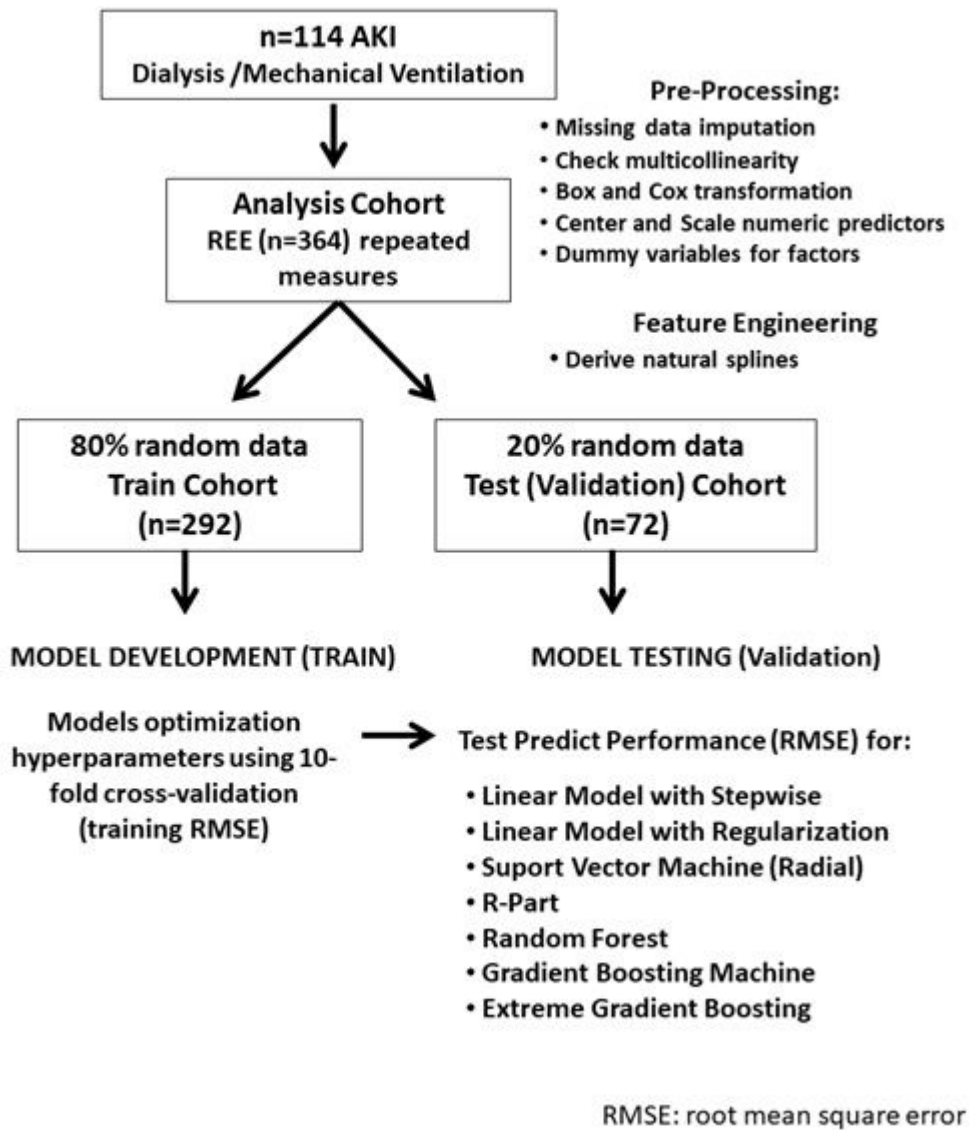 n=114 AKI
Dialysis /Mechanical Ventilation
Pre-Processing:
• Missing data imputation
• Check multicollinearity
• Box and Cox transformation
• Center and Scale numeric predictors
• Dummy variables for factors
Analysis Cohort
REE (n=364) repeated
measures
Feature Engineering
• Derive natural splines
80% random data
Train Cohort
(n=292)
20% random data
Test (Validation) Cohort
(n=72)
MODEL DEVELOPMENT (TRAIN)
Models optimization
hyperparameters using 10-
fold cross-validation
(training RMSE)
MODEL TESTING (Validation)
Test Predict Performance (RMSE) for:
• Linear Model with Stepwise
• Linear Model with Regularization
• Suport Vector Machine (Radial)
• R-Part
• Random Forest
• Gradient Boosting Machine
• Extreme Gradient Boosting
RMSE: root mean square error